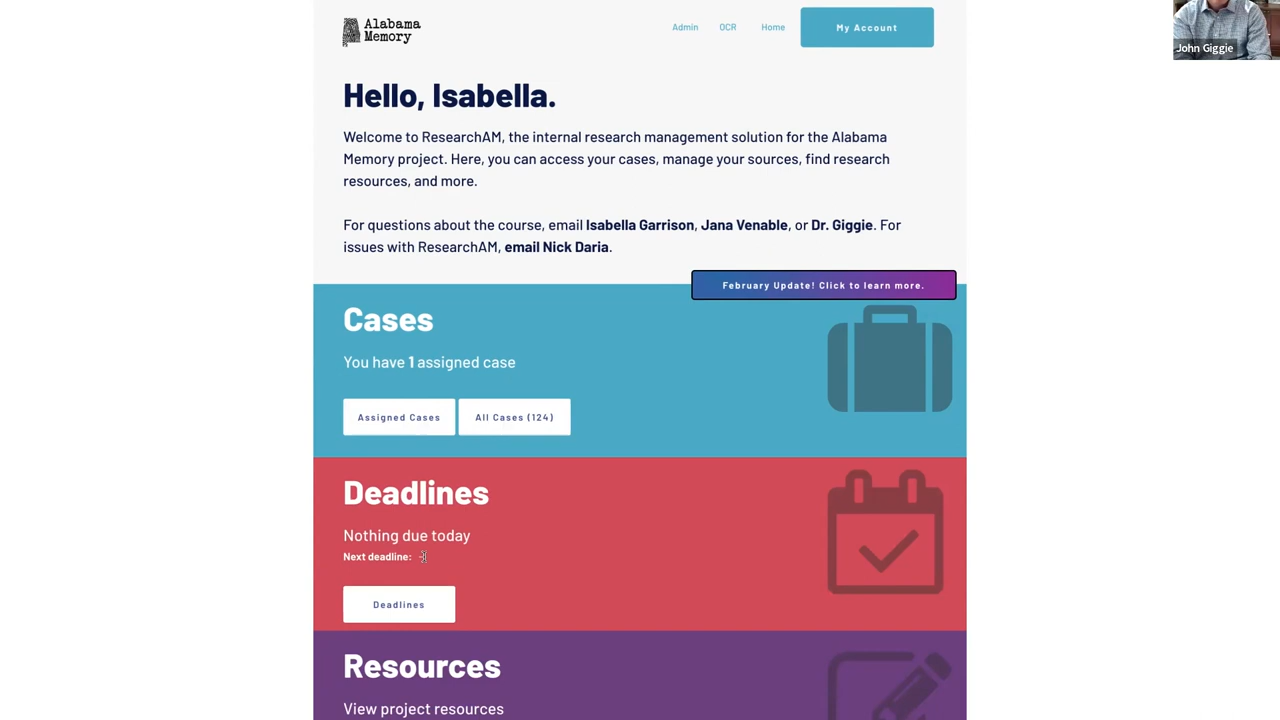 Alabama
Memory
Admin
OCR
Home
My Account
John Giggie
Hello, Isabella.
Welcome to ResearchAM, the internal research management solution for the Alabama
Memory project. Here, you can access your cases, manage your sources, find research
resources, and more.
For questions about the course, email Isabella Garrison, Jana Venable, or Dr. Giggie. For
issues with ResearchAM, email Nick Daria.
February Update! Click to learn more.
Cases
You have 1 assigned case
Assigned Cases
All Cases (124)
Deadlines
Nothing due today
Next deadline:
Deadlines
Resources
View project resources